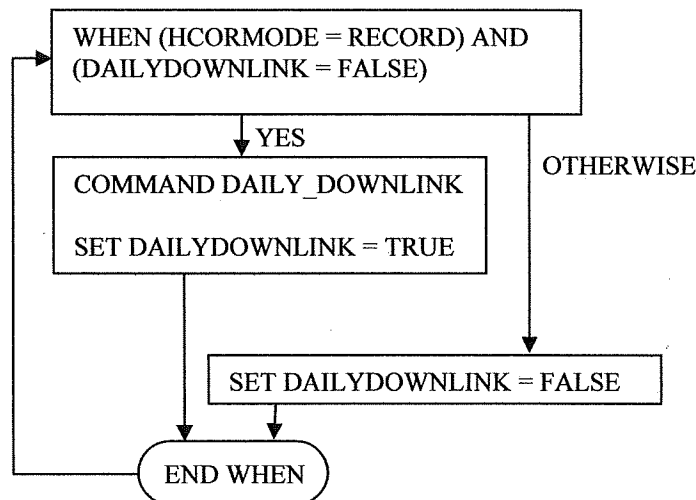 WHEN (HCORMODE = RECORD) AND
(DAILYDOWNLINK = FALSE)
YES
OTHERWISE
COMMAND DAILY_DOWNLINK
SET DAILYDOWNLINK = TRUE
SET DAILYDOWNLINK = FALSE
END WHEN